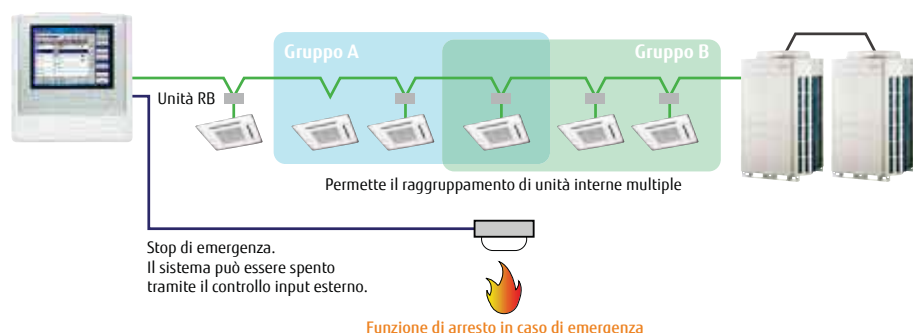 Gruppo A
Gruppo B
Unità RB
Permette il raggruppamento di unità interne multiple
Stop di emergenza.
Il sistema può essere spento
tramite il controllo input esterno.
Funzione di arresto in caso di emergenza